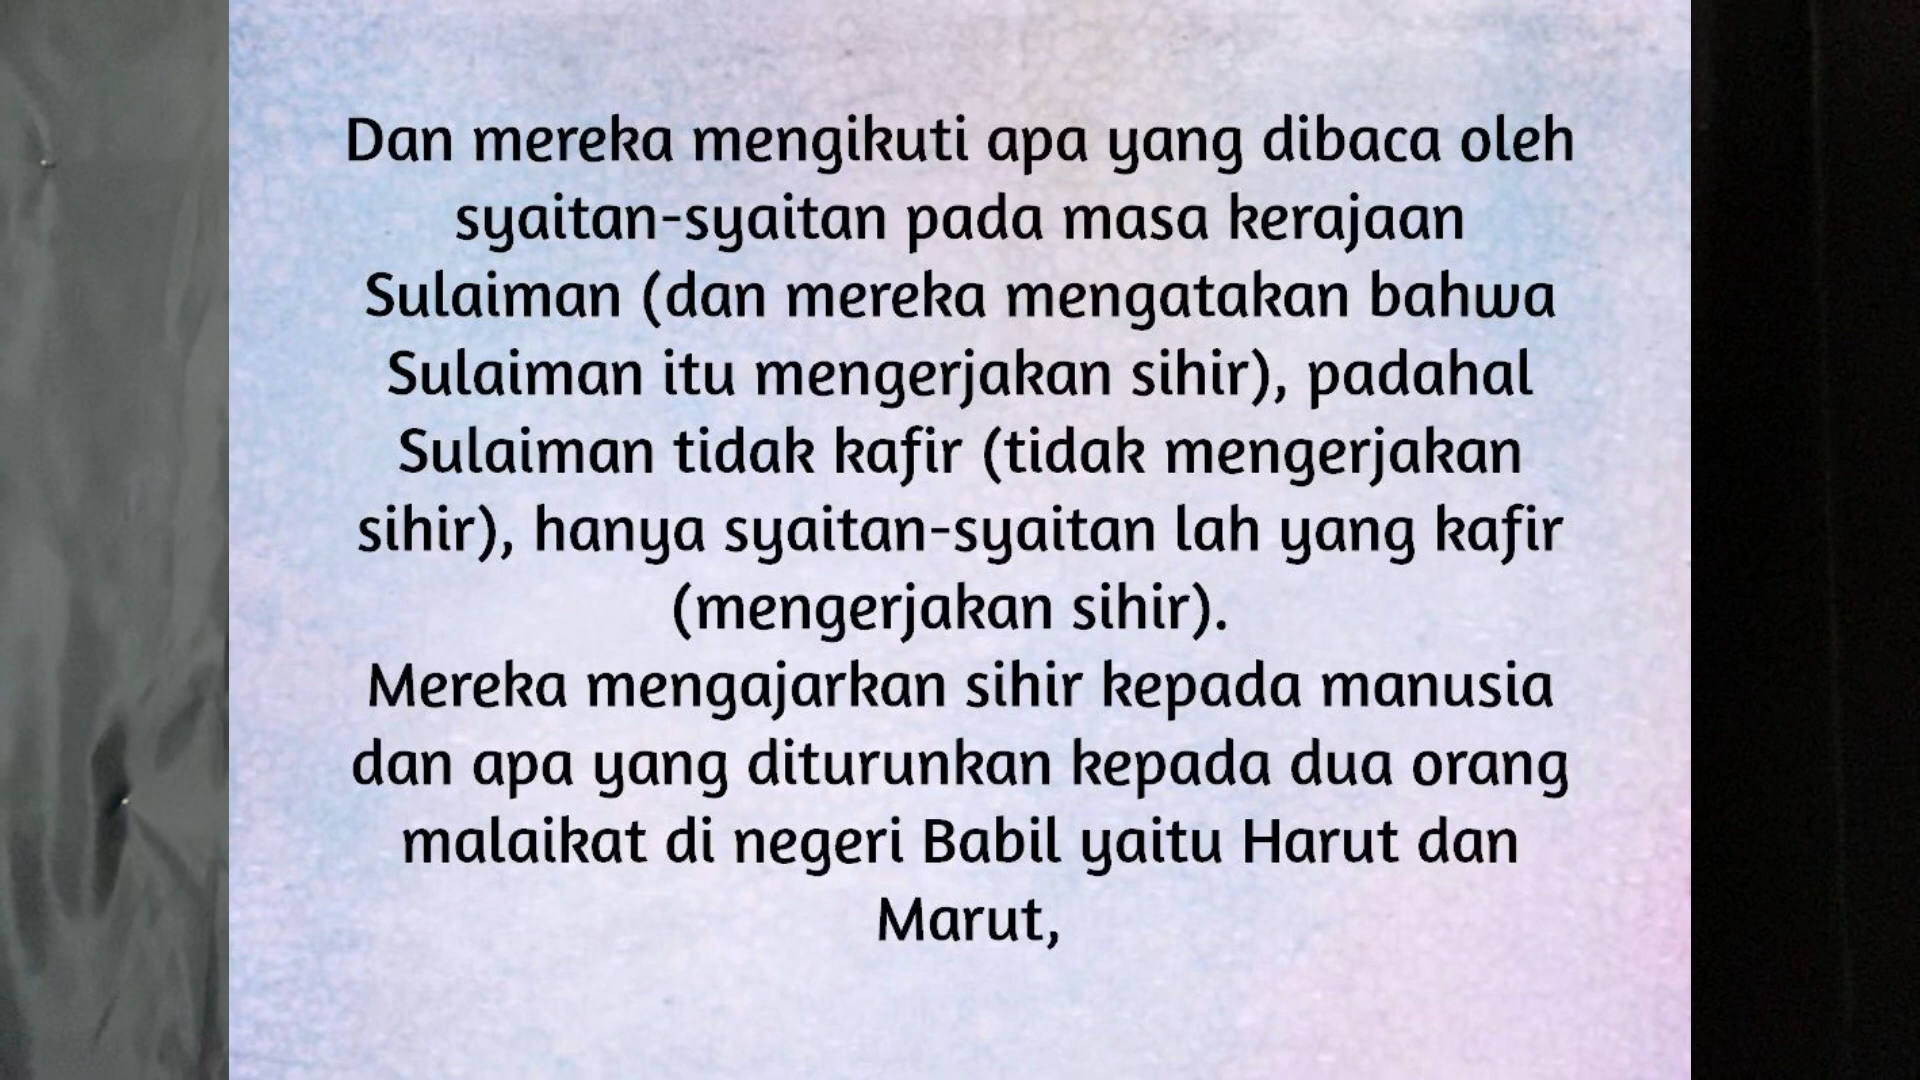 Dan mereka mengikuti apa yang dibaca oleh
syaitan-syaitan pada masa kerajaan
Sulaiman (dan mereka mengatakan bahwa
Sulaiman itu mengerjakan sihir), padahal
Sulaiman tidak kafir (tidak mengerjakan
sihir), hanya syaitan-syaitan lah yang kafir
(mengerjakan sihir).
Mereka mengajarkan sihir kepada manusia
dan apa yang diturunkan kepada dua orang
malaikat di negeri Babil yaitu Harut dan
Marut,